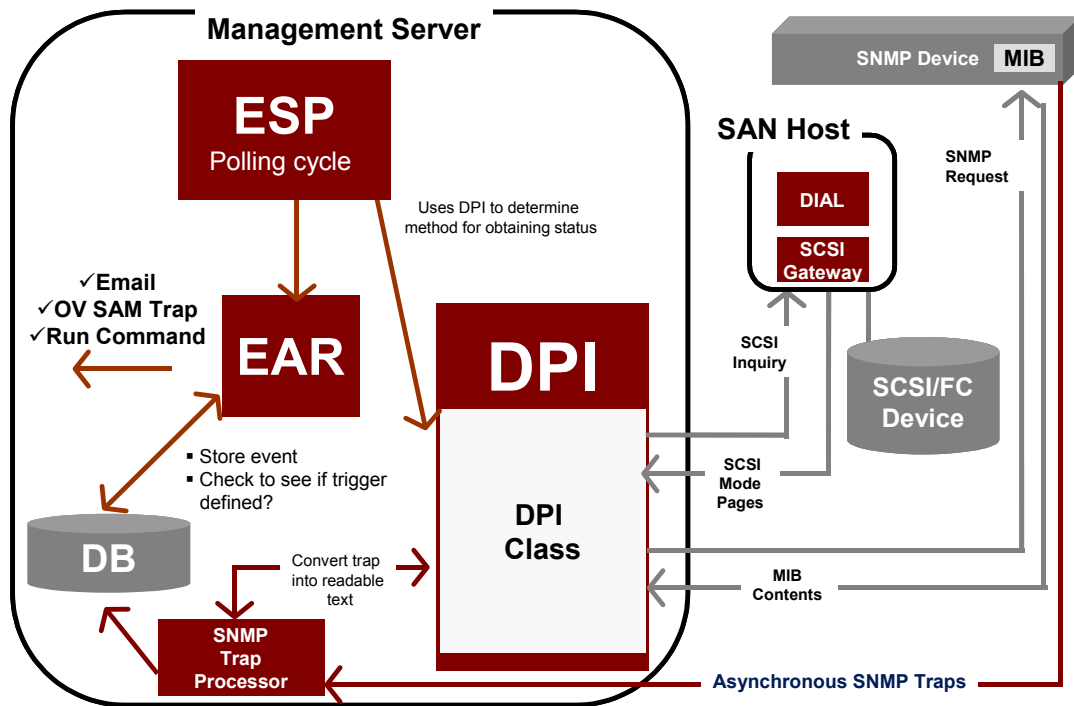 Management Server
ESP
Polling cycle
Uses DPI to determine
method for obtaining status
✓Email
✓OV SAM Trap
✓Run Command
EAR
▪ Store event
▪ Check to see if trigger
defined?
DB
Convert trap
into readable
text
SNMP
Trap
Processor
DPI
DPI
Class
SNMP Device
MIB
SAN Host
DIAL
SCSI
Gateway
SNMP
Request
SCSI
Inquiry
SCSI/FC
Device
SCSI
Mode
Pages
MIB
Contents
Asynchronous SNMP Traps